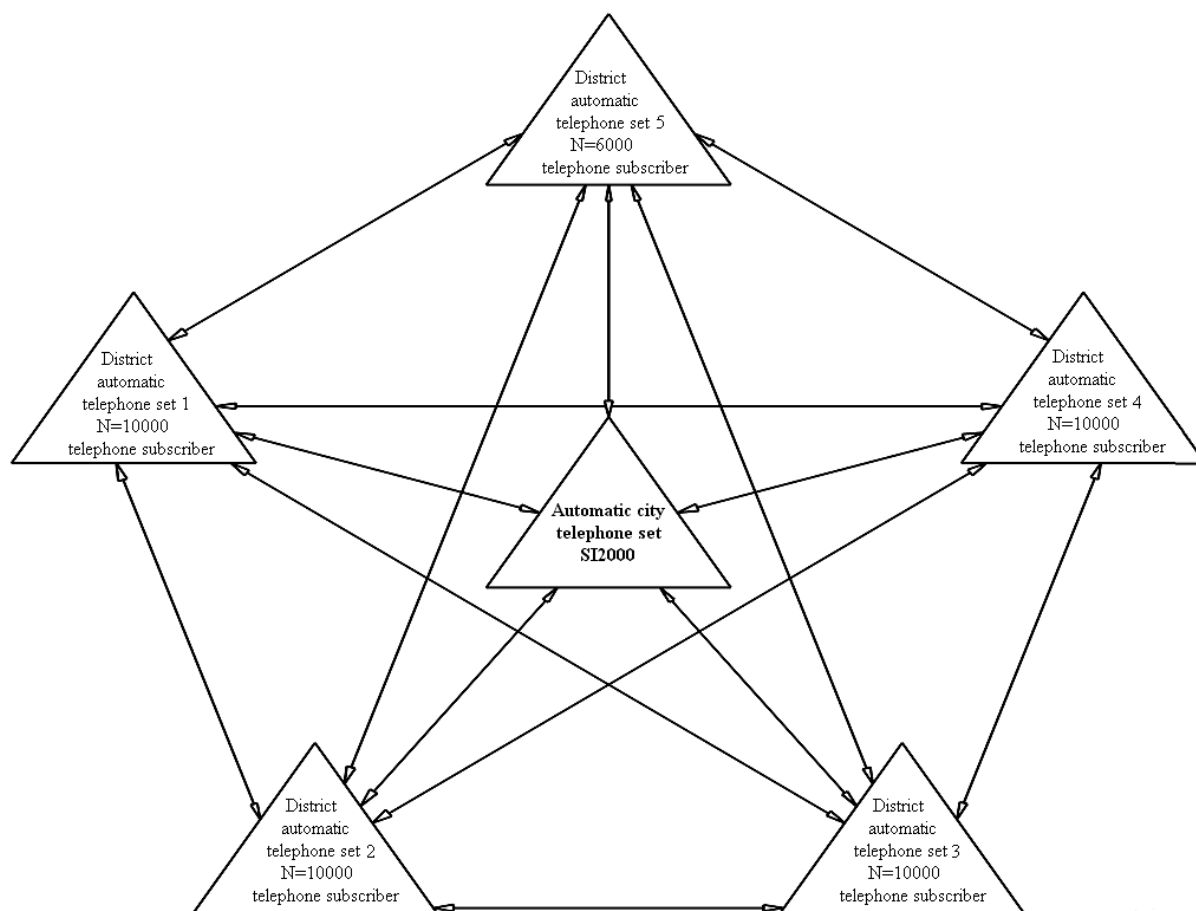 District
automatic
telephone set 5
N=6000
telephone subscriber
District
automatic
telephone set 1
N=10000
telephone subscriber
District
automatic
telephone set 4
N=10000
telephone subscriber
Automatic city
telephone set
SI2000
District
automatic
telephone set 2
N=10000
telephone subscriber
District
automatic
telephone set 3
N=10000
telephone subscriber